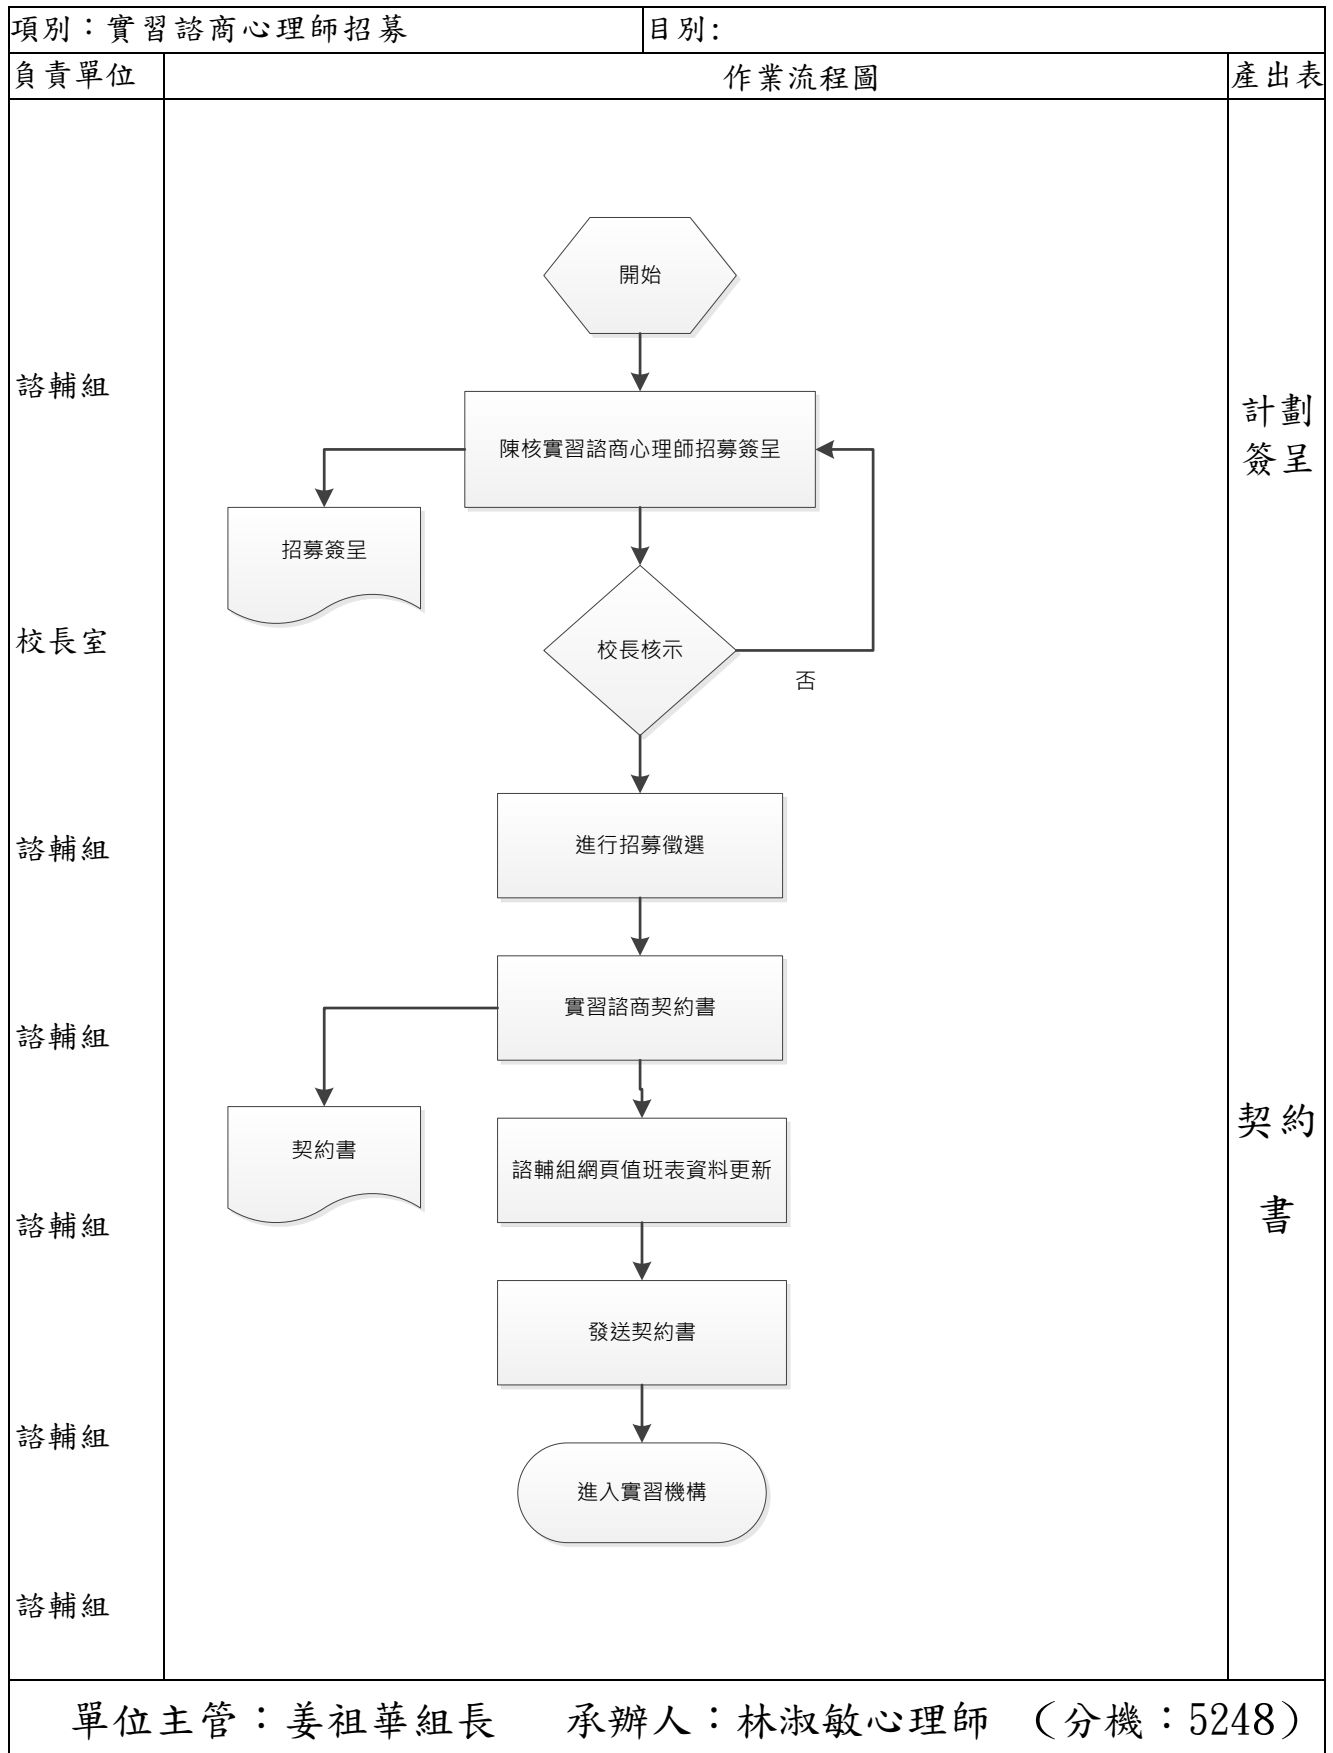 項別：實習諮商心理師招募
目別:
負責單位
作業流程圖
產出表
開始
諮輔組
陳核實習諮商心理師招募簽呈
計劃
簽呈
招募簽呈
校長室
校長核示
否
諮輔組
進行招募徵選
諮輔組
實習諮商契約書
契約書
諮輔組網頁值班表資料更新
契約
書
諮輔組
發送契約書
諮輔組
進入實習機構
諮輔組
單位主管：姜祖華組長 承辦人：林淑敏心理師 （分機：5248）